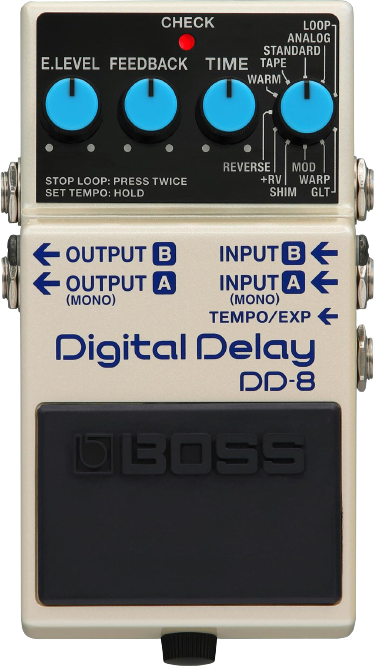 CHECK
E.LEVEL
FEEDBACK
TIME
LOOP
ANALOG
STANDARD
TAPE
WARM
REVERSE
+RV
SHIM
MOD
WARP
GLT
STOP LOOP: PRESS TWICE
SET TEMPO: HOLD
OUTPUT B
INPUT B
OUTPUT A
(MONO)
INPUT A
(MONO)
TEMPO/EXP
Digital Delay
DD-8
BOSS